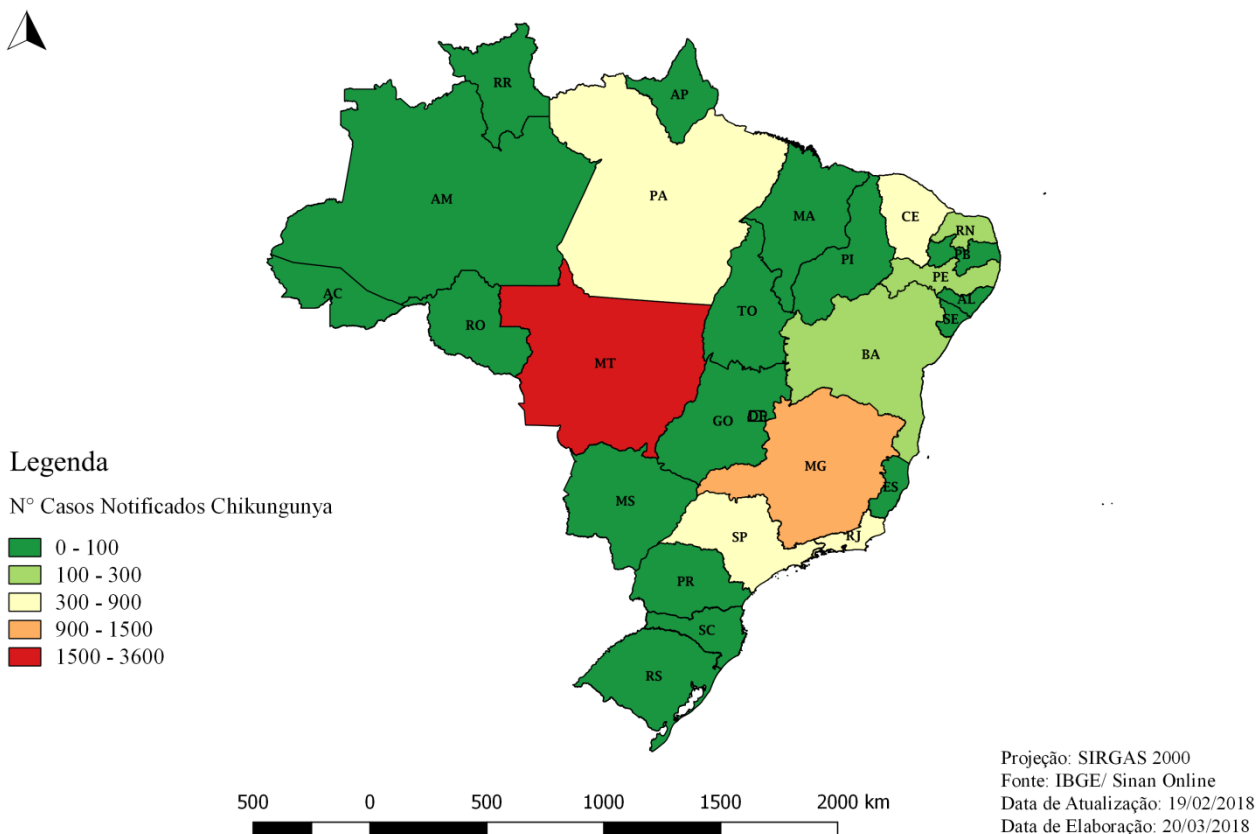 RR
AP
AM
PA
MA
CE
RN
PB
PI
PE
AL
SE
AC
RO
TO
BA
MT
GO
DF
MG
ES
MS
SP
RJ
PR
SC
RS
Legenda
N° Casos Notificados Chikungunya
0 - 100
100 - 300
300 - 900
900 - 1500
1500 - 3600
500 0 500 1000 1500 2000 km
Projeção: SIRGAS 2000
Fonte: IBGE/ Sinan Online
Data de Atualização: 19/02/2018
Data de Elaboração: 20/03/2018